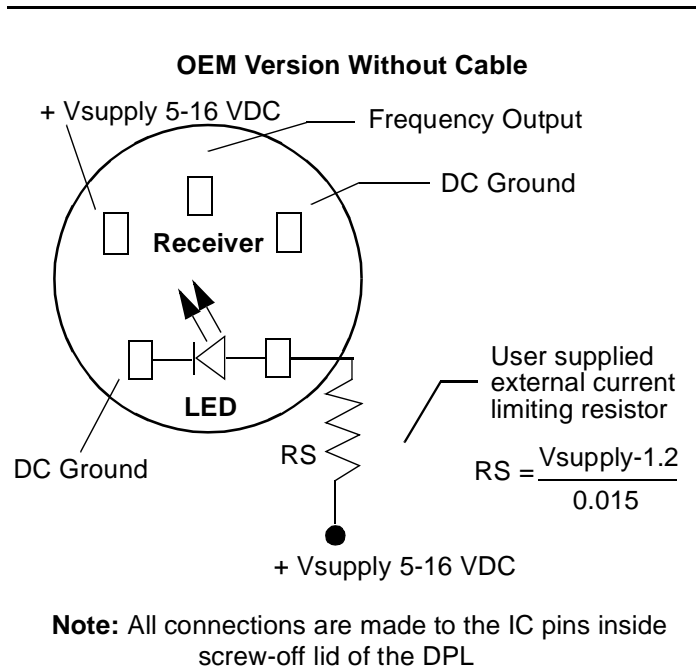 OEM Version Without Cable
+ Vsupply 5-16 VDC
Frequency Output
DC Ground
Receiver
LED
DC Ground
RS
User supplied
external current
limiting resistor
RS = Vsupply-1.2
0.015
+ Vsupply 5-16 VDC
Note: All connections are made to the IC pins inside
screw-off lid of the DPL